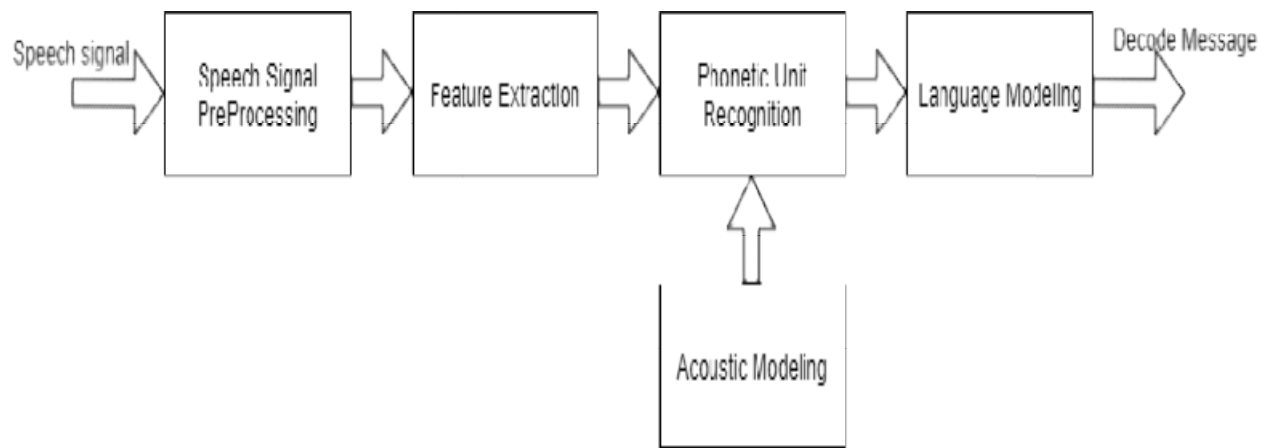 Speech signal
Speech Signal
PreProcessing
Feature Extraction
Phonetic Unit
Recognition
Language Modeling
Decode Message
Acoustic Modeling